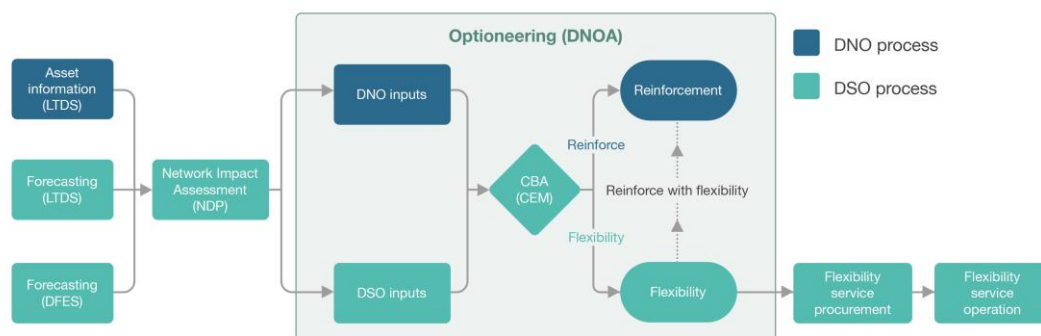 Optioneering (DNOA)
DNO process
DSO process
Asset
information
(LTDS)
Forecasting
(LTDS)
Forecasting
(DFES)
Network Impact
Assessment
(NDP)
DNO inputs
DSO inputs
CBA
(CEM)
Reinforce
Reinforce with flexibility
Flexibility
Reinforcement
Flexibility
Flexibility
service
procurement
Flexibility
service
operation